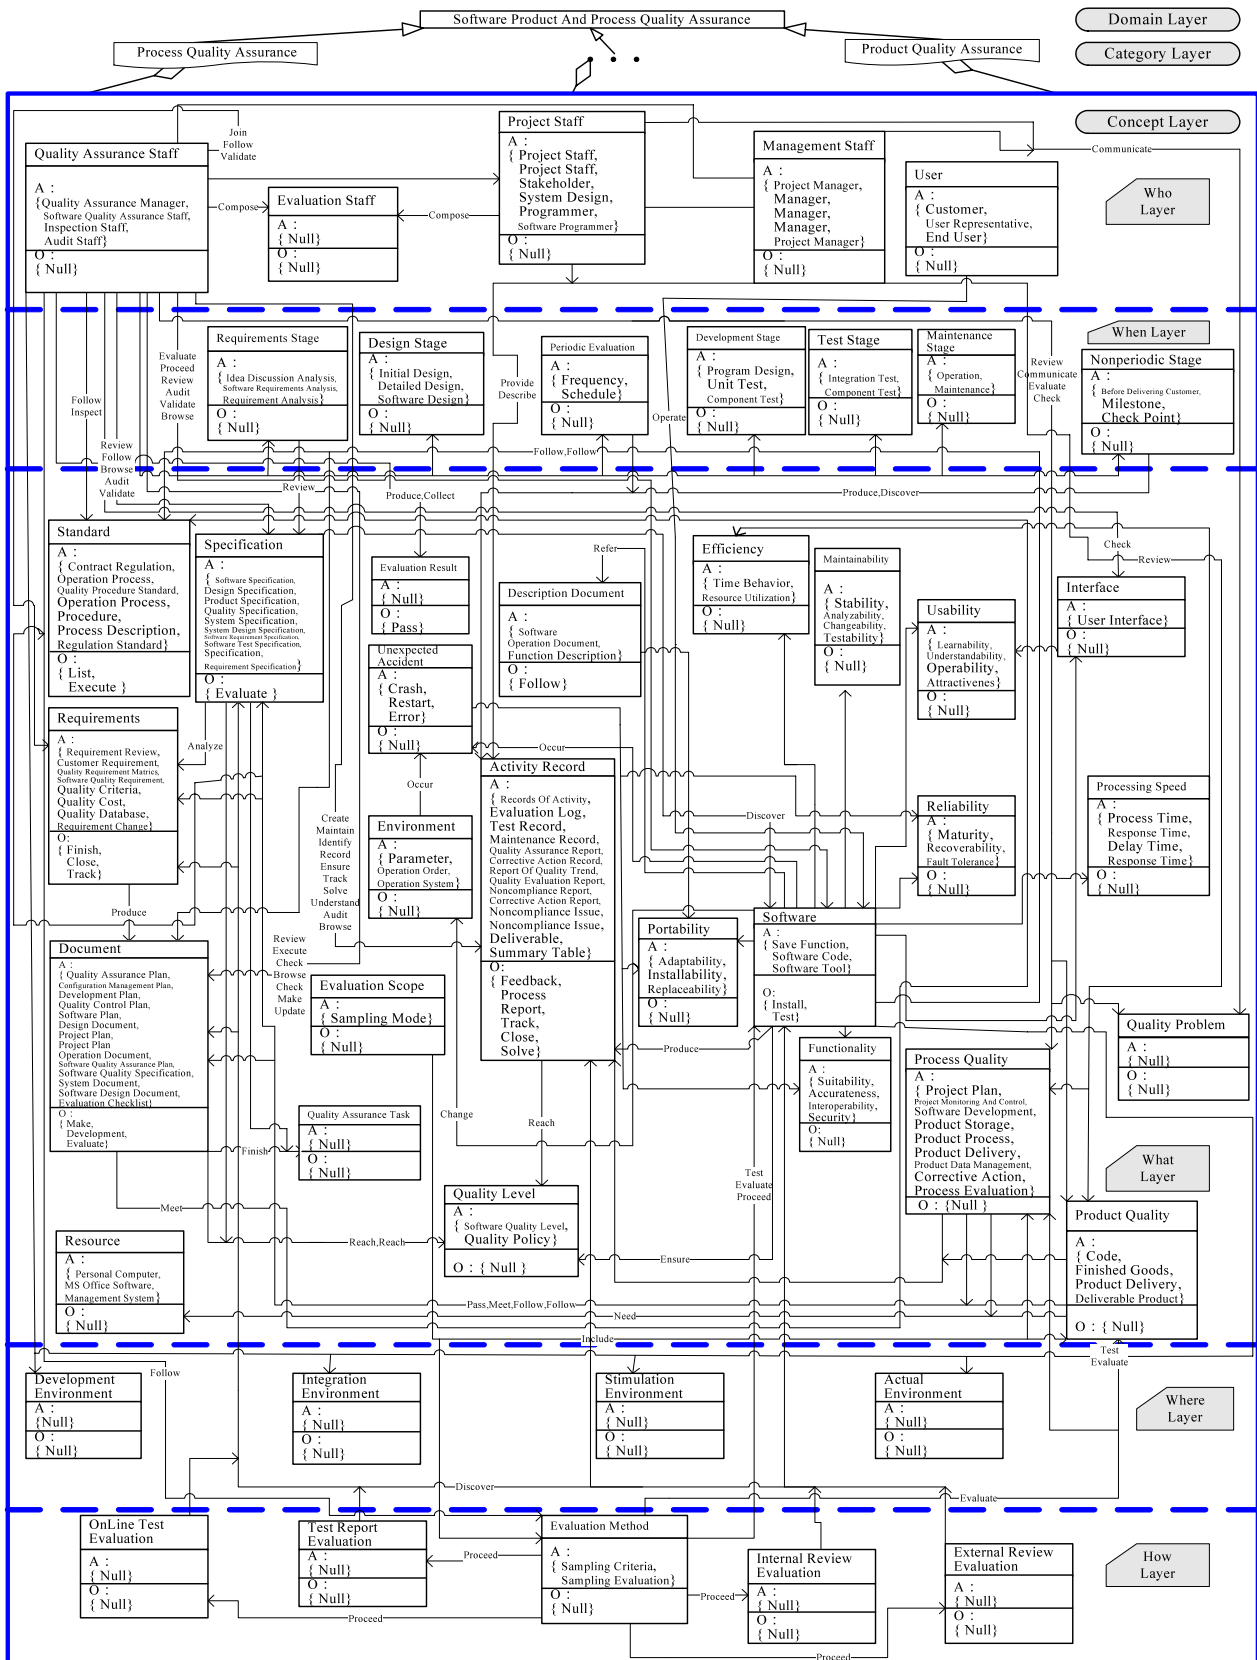 Software Product And Process Quality Assurance
Domain Layer
Process Quality Assurance
Product Quality Assurance
Category Layer
Concept Layer
Join
Follow
Validate
Quality Assurance Staff
A :
{Quality Assurance Manager,
Software Quality Assurance Staff,
Inspection Staff,
Audit Staff}
O :
{ Null}
Compose
Evaluation Staff
A :
{ Null}
O :
{ Null}
Compose
Project Staff
A :
{ Project Staff,
Project Staff,
Stakeholder,
System Design,
Programmer,
Software Programmer}
O :
{ Null}
Management Staff
A :
{ Project Manager,
Manager,
Manager,
Manager,
Project Manager}
O :
{ Null}
User
A :
{ Customer,
User Representative,
End User}
O :
{ Null}
Communicate
Who
Layer
When Layer
Evaluate
Proceed
Review
Audit
Validate
Browse
Follow
Inspect
Review
Follow
Browse
Audit
Validate
Requirements Stage
A :
{ Idea Discussion Analysis,
Software Requirements Analysis,
Requirement Analysis}
O :
{ Null}
Design Stage
A :
{ Initial Design,
Detailed Design,
Software Design}
O :
{ Null}
Provide
Describe
Periodic Evaluation
A :
{ Frequency,
Schedule}
O :
{ Null}
Operate
Development Stage
A :
{ Program Design,
Unit Test,
Component Test}
O :
{ Null}
Test Stage
A :
{ Integration Test,
Component Test}
O :
{ Null}
Maintenance
Stage
A :
{ Operation,
Maintenance}
O :
{ Null}
Review
Communicate
Evaluate
Check
Nonperiodic Stage
A :
{ Before Delivering Customer,
Milestone,
Check Point}
O :
{ Null}
Follow,Follow
Review
Produce,Collect
Produce,Discover
Check
Review
Standard
A :
{ Contract Regulation,
Operation Process,
Quality Procedure Standard,
Operation Process,
Procedure,
Process Description,
Regulation Standard}
O :
{ List,
Execute }
Specification
A :
{ Software Specification,
Design Specification,
Product Specification,
Quality Specification,
System Specification,
System Design Specification,
Software Requirement Specification,
Software Test Specification,
Specification,
Requirement Specification}
O :
{ Evaluate }
Evaluation Result
A :
{ Null}
O :
{ Pass}
Refer
Description Document
A :
{ Software
Operation Document,
Function Description}
O :
{ Follow}
Efficiency
A :
{ Time Behavior,
Resource Utilization}
O :
{ Null}
Maintainability
A :
{ Stability,
Analyzability,
Changeability,
Testability}
O :
{ Null}
Usability
A :
{ Learnability,
Understandability,
Operability,
Attractivenes}
O :
{ Null}
Interface
A :
{ User Interface}
O :
{ Null}
Unexpected
Accident
A :
{ Crash,
Restart,
Error}
O :
{ Null}
Requirements
A :
{ Requirement Review,
Customer Requirement,
Quality Requirement Matrics,
Software Quality Requirement,
Quality Criteria,
Quality Cost,
Quality Database,
Requirement Change}
O:
{ Finish,
Close,
Track}
Analyze
Occur
Occur
Activity Record
A :
{ Records Of Activity,
Evaluation Log,
Test Record,
Maintenance Record,
Quality Assurance Report,
Corrective Action Record,
Report Of Quality Trend,
Quality Evaluation Report,
Noncompliance Report,
Corrective Action Report,
Noncompliance Issue,
Noncompliance Issue,
Deliverable,
Summary Table}
O:
{ Feedback,
Process
Report,
Track,
Close,
Solve}
Discover
Reliability
A :
{ Maturity,
Recoverability,
Fault Tolerance}
O :
{ Null}
Processing Speed
A :
{ Process Time,
Response Time,
Delay Time,
Response Time}
O :
{ Null}
Create
Maintain
Identify
Record
Ensure
Track
Solve
Understand
Audit
Browse
Environment
A :
{ Parameter,
Operation Order,
Operation System}
O :
{ Null}
Produce
Portability
A :
{ Adaptability,
Installability,
Replaceability}
O :
{ Null}
Software
A :
{ Save Function,
Software Code,
Software Tool}
O:
{ Install,
Test}
Document
A :
{ Quality Assurance Plan,
Configuration Management Plan,
Development Plan,
Quality Control Plan,
Software Plan,
Design Document,
Project Plan,
Project Plan
Operation Document,
Software Quality Assurance Plan,
Software Quality Specification,
System Document,
Software Design Document,
Evaluation Checklist}
O :
{ Make,
Development,
Evaluate}
Review
Execute
Check
Browse
Check
Make
Update
Evaluation Scope
A :
{ Sampling Mode}
O :
{ Null}
Produce
Functionality
A :
{ Suitability,
Accurateness,
Interoperability,
Security}
O:
{ Null}
Process Quality
A :
{ Project Plan,
Project Monitoring And Control,
Software Development,
Product Storage,
Product Process,
Product Delivery,
Product Data Management,
Corrective Action,
Process Evaluation}
O : {Null }
Quality Problem
A :
{ Null}
O :
{ Null}
Quality Assurance Task
A :
{ Null}
O :
{ Null}
Finish
Change
Reach
Test
Evaluate
Proceed
What
Layer
Meet
Quality Level
A :
{ Software Quality Level,
Quality Policy}
O : { Null }
Reach,Reach
Ensure
Product Quality
A :
{ Code,
Finished Goods,
Product Delivery,
Deliverable Product}
O : { Null}
Resource
A :
{ Personal Computer,
MS Office Software,
Management System}
O :
{ Null}
Pass,Meet,Follow,Follow
Need
Include
Test
Evaluate
Follow
Development
Environment
A :
{Null}
O :
{ Null}
Integration
Environment
A :
{ Null}
O :
{ Null}
Stimulation
Environment
A :
{ Null}
O :
{ Null}
Actual
Environment
A :
{ Null}
O :
{ Null}
Where
Layer
Discover
Evaluate
OnLine Test
Evaluation
A :
{ Null}
O :
{ Null}
Test Report
Evaluation
A :
{ Null}
O :
{ Null}
Proceed
Proceed
Evaluation Method
A :
{ Sampling Criteria,
Sampling Evaluation}
O :
{ Null}
Proceed
Proceed
Internal Review
Evaluation
A :
{ Null}
O :
{ Null}
External Review
Evaluation
A :
{ Null}
O :
{ Null}
How
Layer